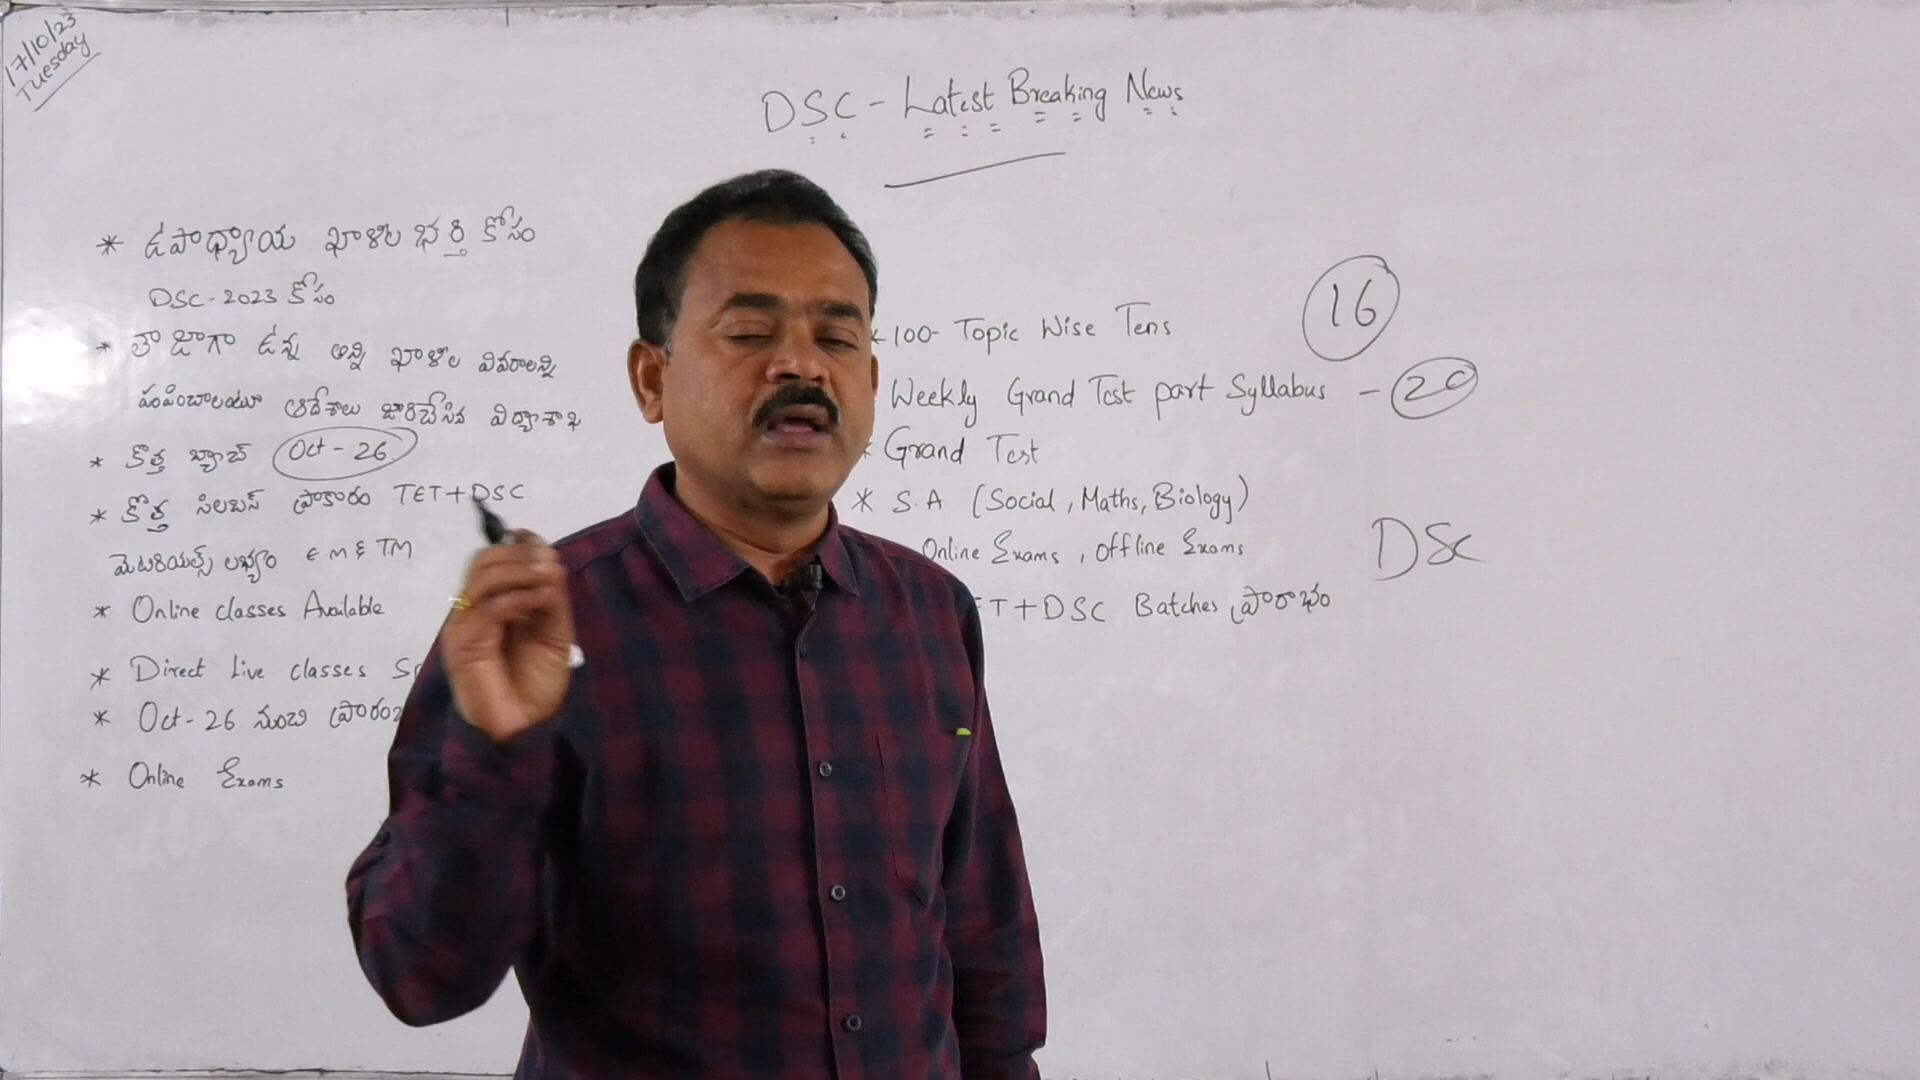 17/10/23
Tuesday
DSC - Latest Breaking News
* ఉపాధ్యాయ ఖాళీల భర్తీ కోసం
DSC - 2023 కోసం
* తాజాగా ఉన్న అన్ని ఖాళీల వివరాలన్ని
పంపించాలంటూ ఆదేశాలు జారిచేసిన విద్యాశాఖ
* కొత్త బ్యాచ్ Oct - 26
* కొత్త సిలబస్ ప్రాకారం TET + DSC
మెటిరియల్స్ లభ్యం E.M & TM
* Online classes Available
* Direct Live classes
* Oct - 26 నుంచి
* Online Exams
* 100 - Topic Wise Tens
Weekly Grand Test part Syllabus - 20
* Grand Test
* S.A (Social, Maths, Biology)
Online Exams, Offline Exams
T + DSC Batches ప్రారాభం
16
DSC